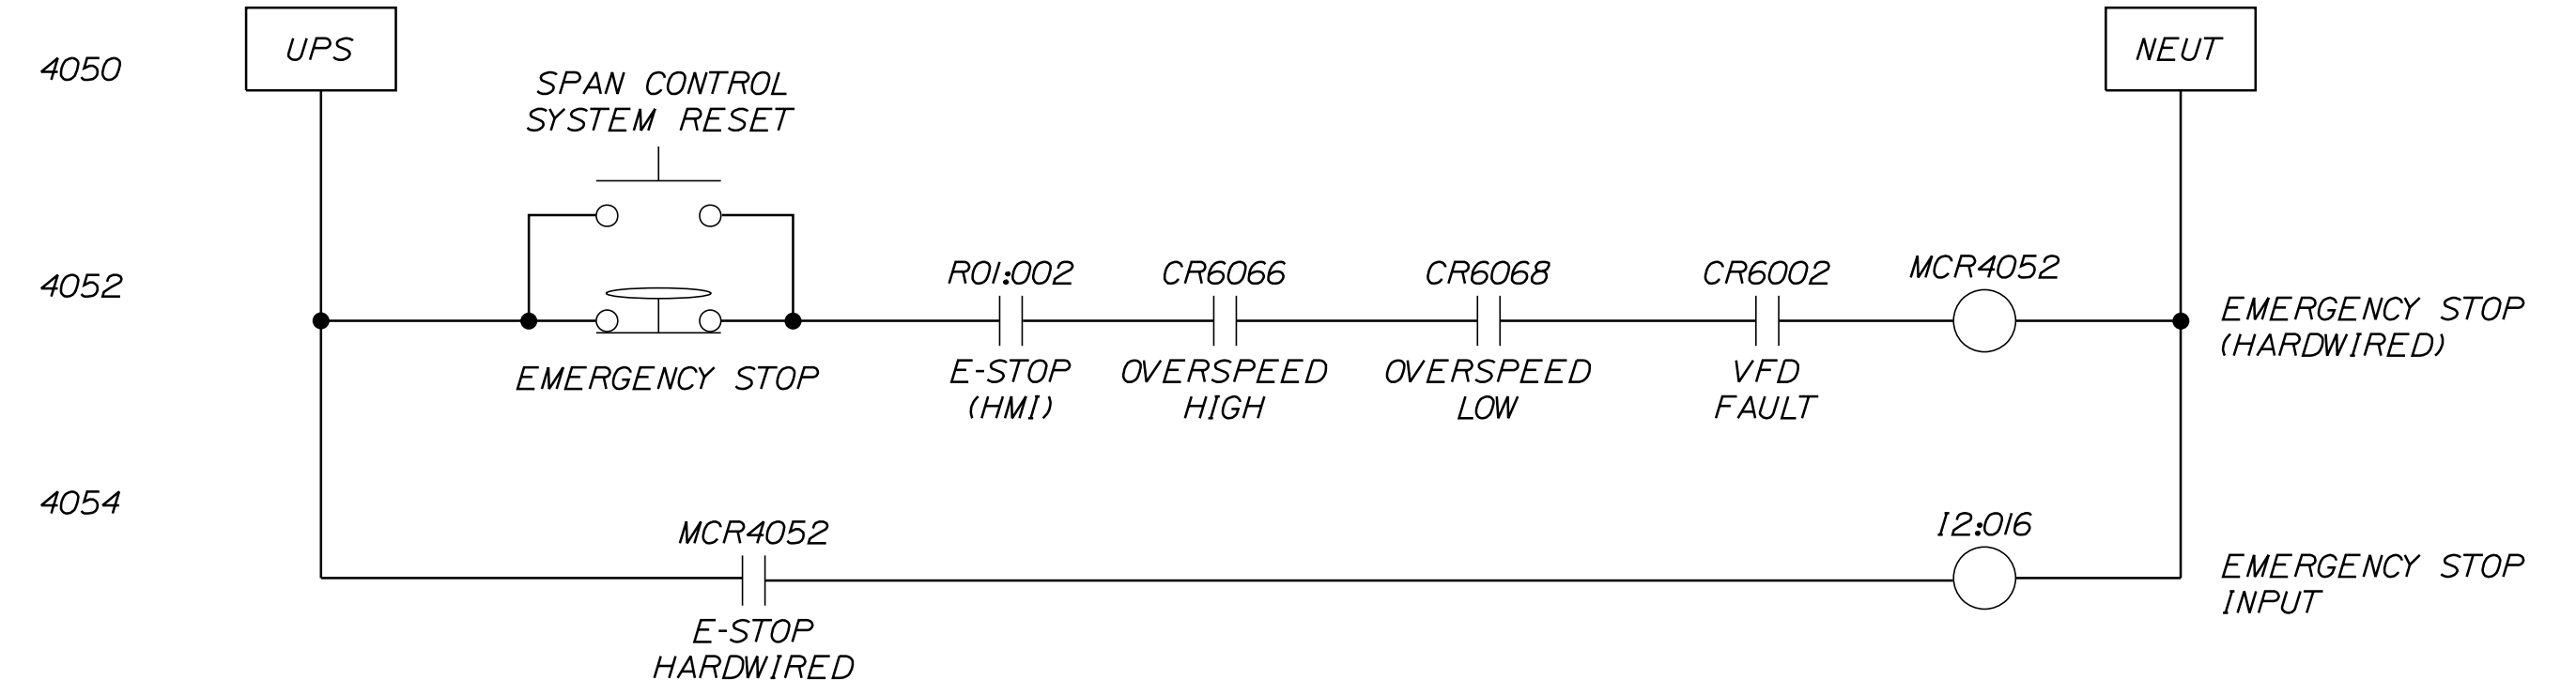 UPS
NEUT
4050
SPAN CONTROL
SYSTEM RESET
4052
RO1:002
CR6066
CR6068
CR6002
MCR4052
EMERGENCY STOP
(HARDWIRED)
EMERGENCY STOP
E-STOP
(HMI)
OVERSPEED
HIGH
OVERSPEED
LOW
VFD
FAULT
4054
MCR4052
I2:016
EMERGENCY STOP
INPUT
E-STOP
HARDWIRED